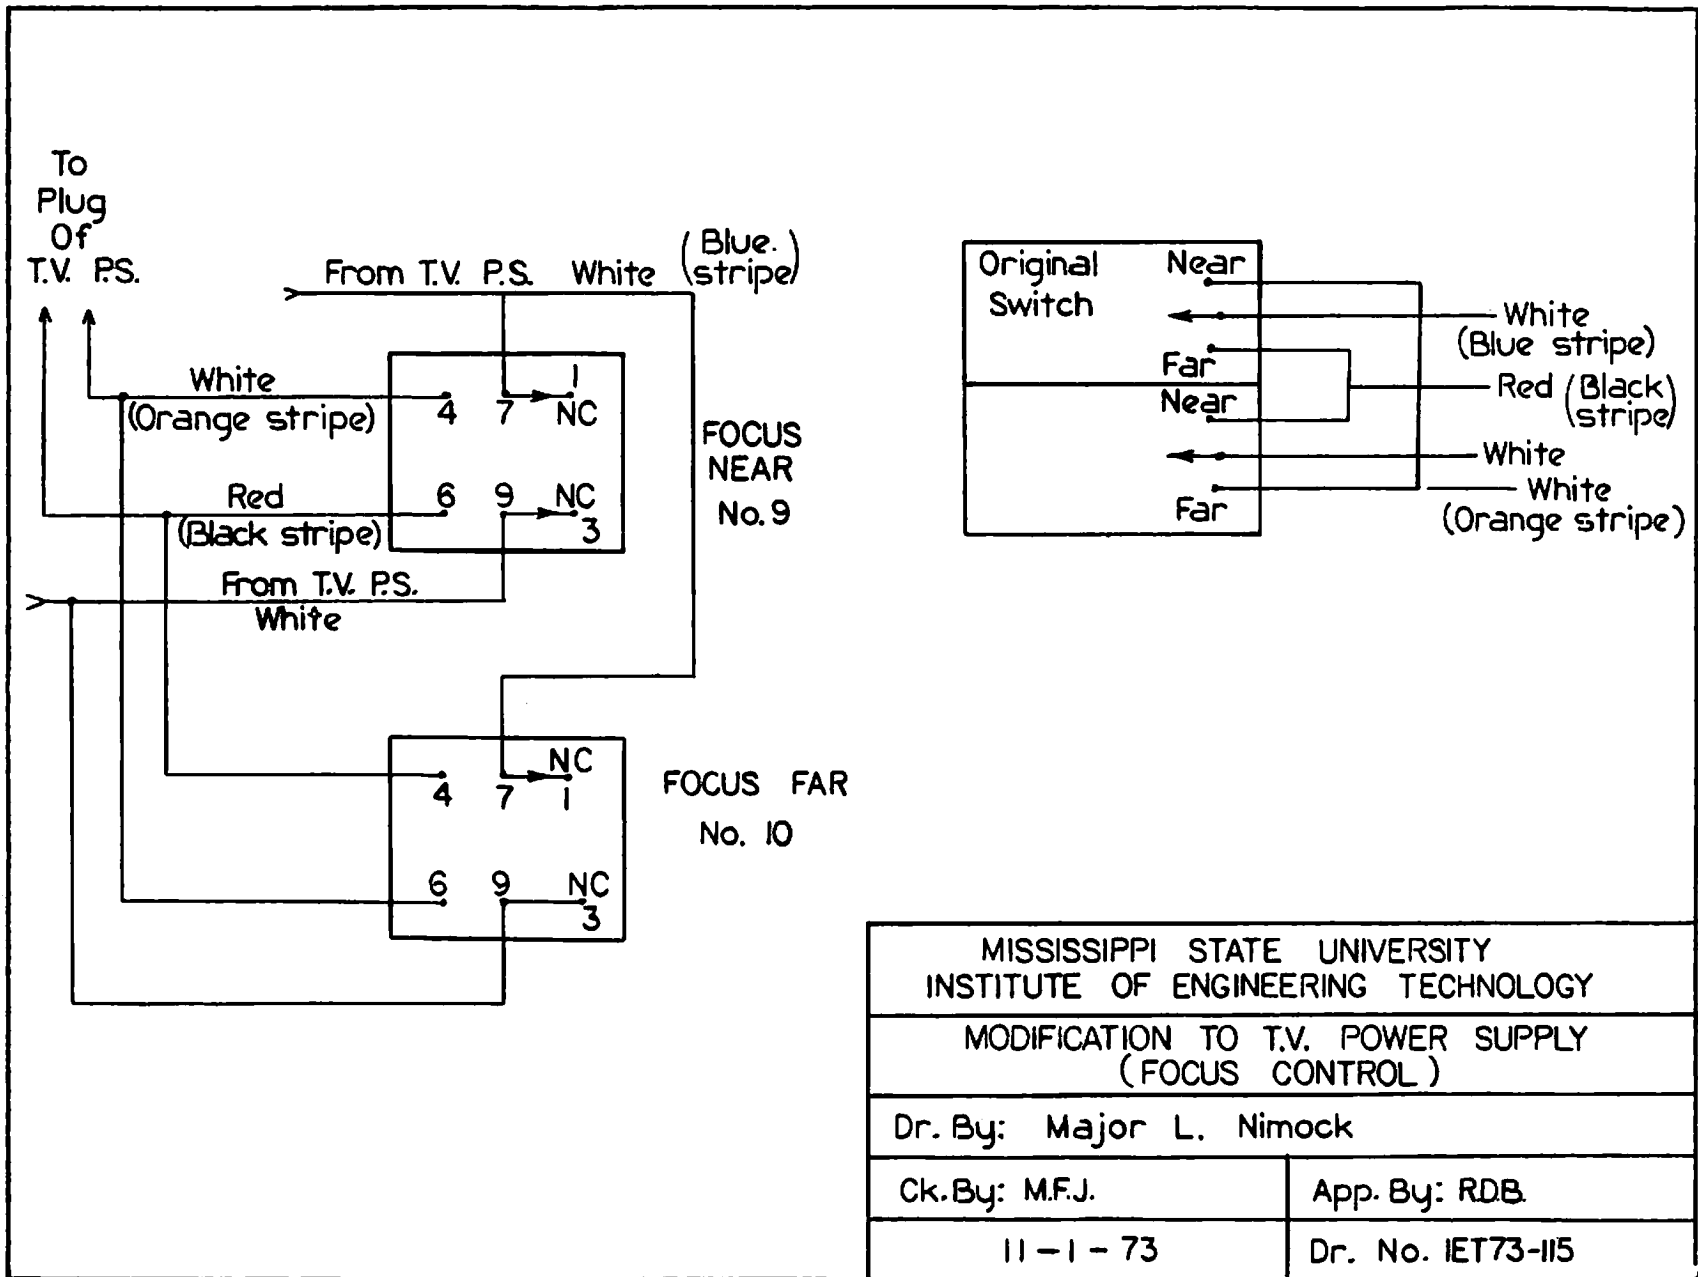 To
Plug
Of
T.V. P.S.
From T.V. P.S. White (Blue. stripe)
White
(Orange stripe)
4 7 1
NC
Red
(Black stripe)
6 9 NC
3
FOCUS
NEAR
No. 9
From T.V. P.S.
White
NC
4 7 1
6 9 NC
3
FOCUS FAR
No. 10
Original
Switch
Near
Far
Near
Far
White
(Blue stripe)
Red (Black stripe)
White
White
(Orange stripe)
MISSISSIPPI STATE UNIVERSITY
INSTITUTE OF ENGINEERING TECHNOLOGY
MODIFICATION TO T.V. POWER SUPPLY
(FOCUS CONTROL)
Dr. By: Major L. Nimock
Ck. By: M.F.J.
App. By: R.D.B.
11-1-73
Dr. No. IET73-115